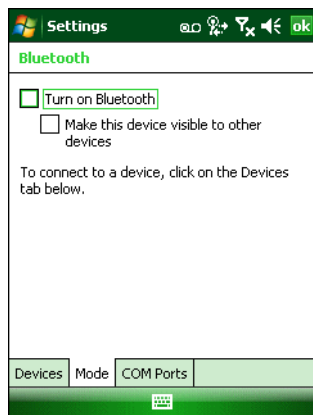 Settings
ok
Bluetooth
Turn on Bluetooth
Make this device visible to other
devices
To connect to a device, click on the Devices
tab below.
Devices Mode COM Ports